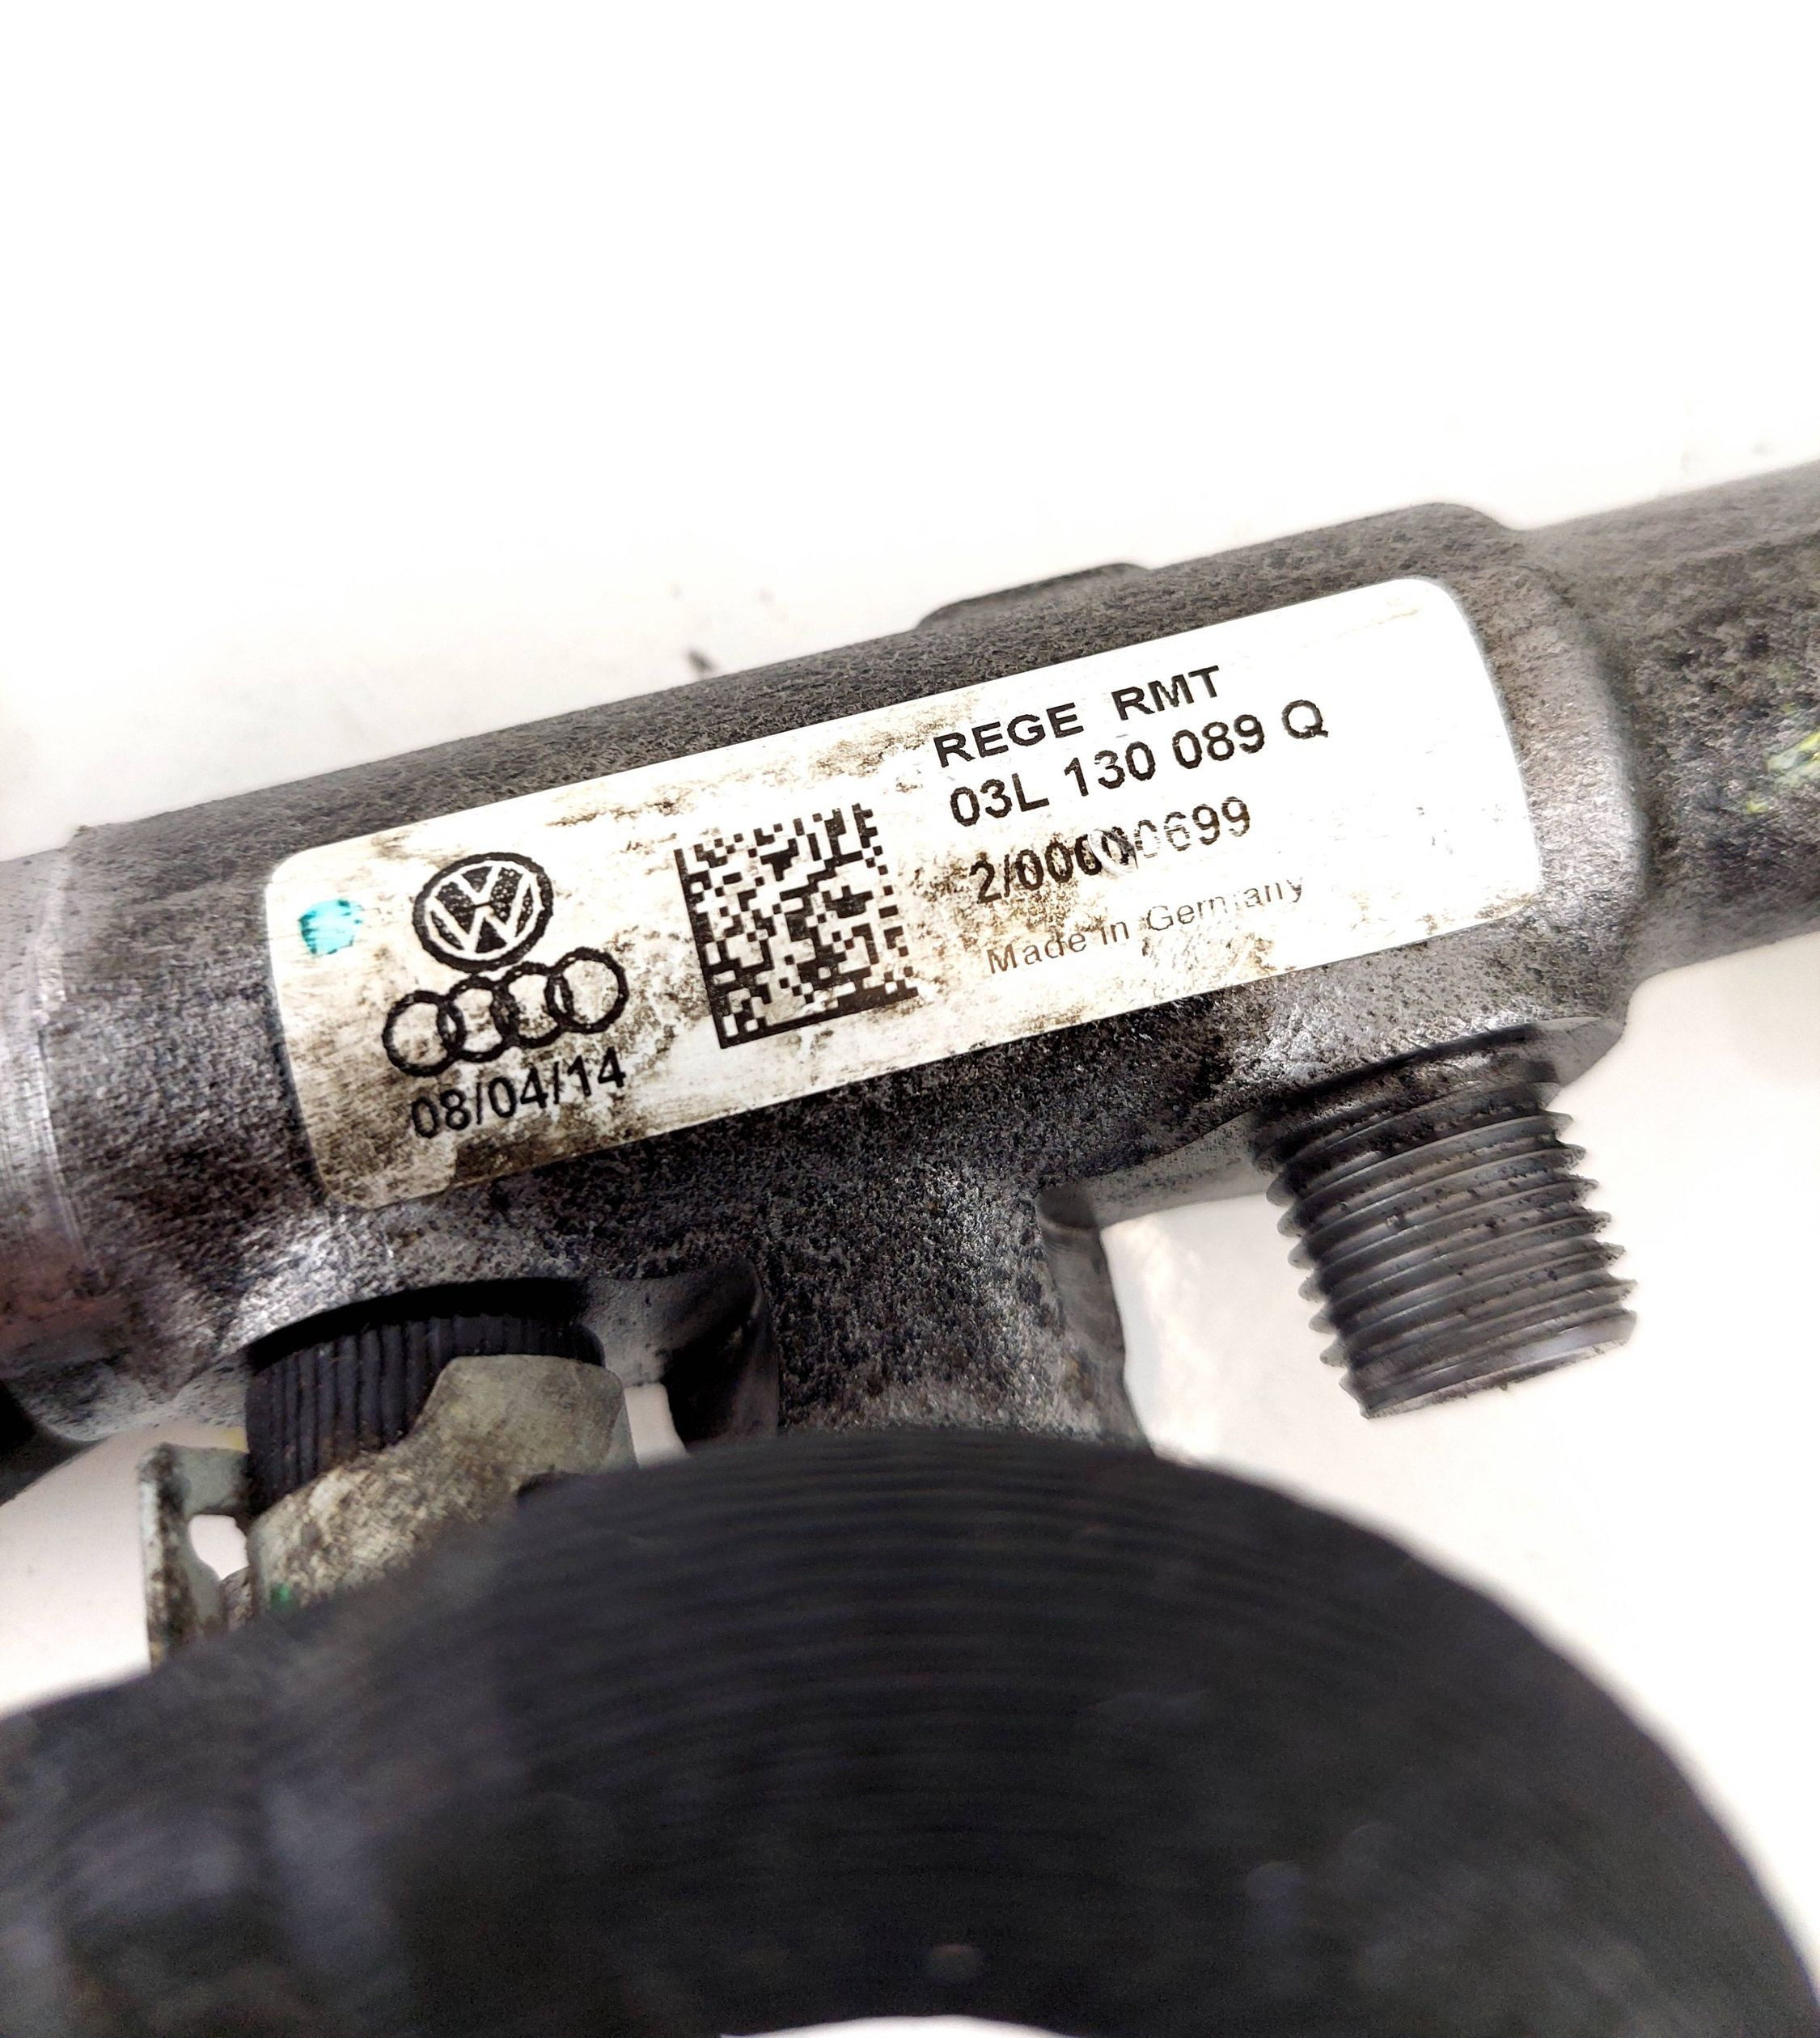 REGE RMT
03L 130 089 Q
Made in Germany
08/04/14